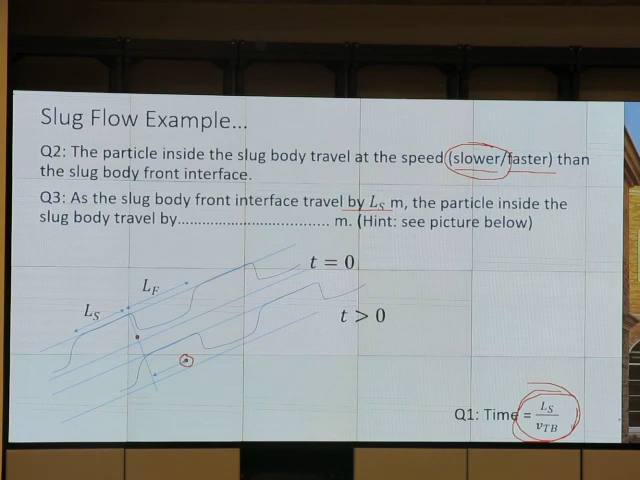 Slug Flow Example...
Q2: The particle inside the slug body travel at the speed (slower/faster) than
the slug body front interface.
Q3: As the slug body front interface travel by L_S m, the particle inside the
slug body travel by.................................. m. (Hint: see picture below)
t = 0
L_F
L_S
t > 0
Q1: Time = L_S / v_TB